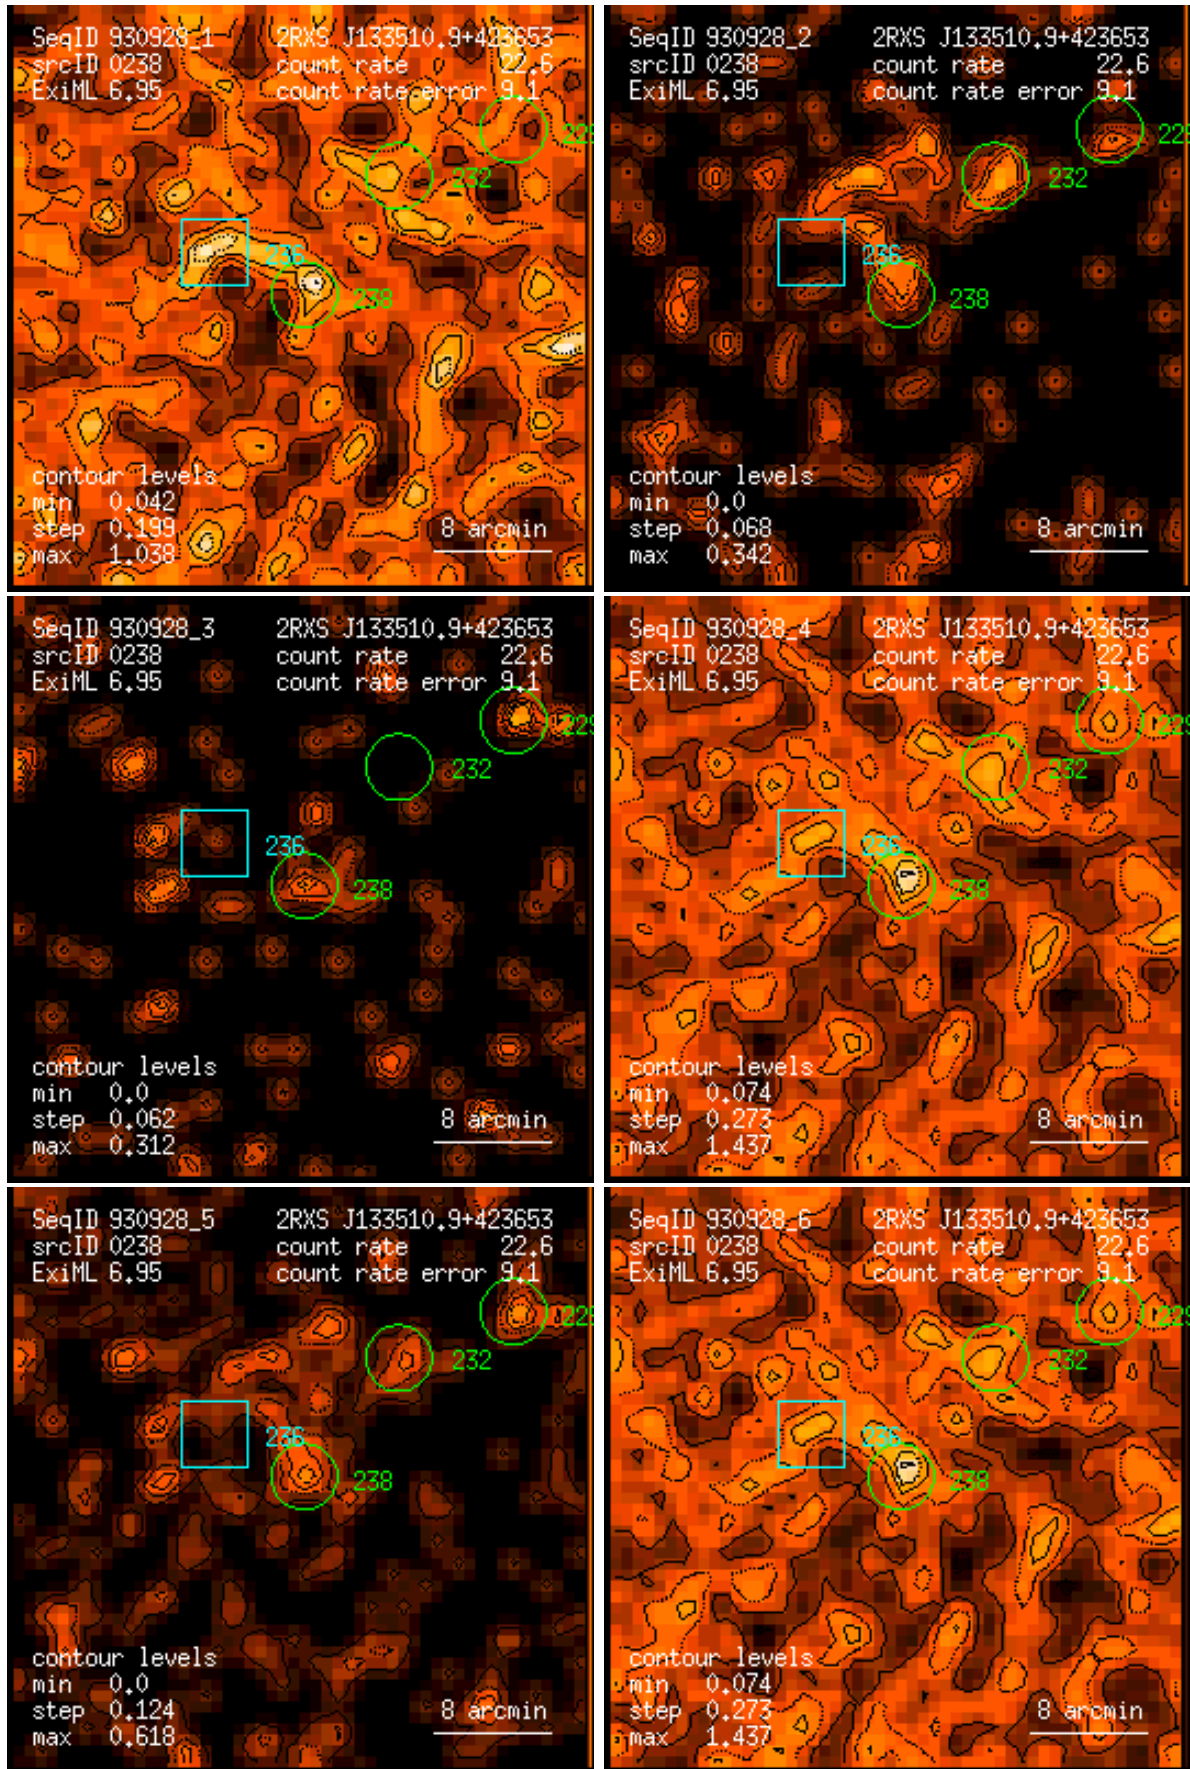 SeqID 930928_1 2RXS J133510.9+423653
srcID 0238 count rate 22.6
ExiML 6.95 count rate error 9.1
229
232
236
238
contour levels
min 0.042
step 0.199 8 arcmin
max 1.038
SeqID 930928_2 2RXS J133510.9+423653
srcID 0238 count rate 22.6
ExiML 6.95 count rate error 9.1
229
232
236
238
contour levels
min 0.0
step 0.068 8 arcmin
max 0.342
SeqID 930928_3 2RXS J133510.9+423653
srcID 0238 count rate 22.6
ExiML 6.95 count rate error 9.1
229
232
236
238
contour levels
min 0.0
step 0.062 8 arcmin
max 0.312
SeqID 930928_4 2RXS J133510.9+423653
srcID 0238 count rate 22.6
ExiML 6.95 count rate error 9.1
229
232
236
238
contour levels
min 0.074
step 0.273 8 arcmin
max 1.437
SeqID 930928_5 2RXS J133510.9+423653
srcID 0238 count rate 22.6
ExiML 6.95 count rate error 9.1
229
232
236
238
contour levels
min 0.0
step 0.124 8 arcmin
max 0.618
SeqID 930928_6 2RXS J133510.9+423653
srcID 0238 count rate 22.6
ExiML 6.95 count rate error 9.1
229
232
236
238
contour levels
min 0.074
step 0.273 8 arcmin
max 1.437